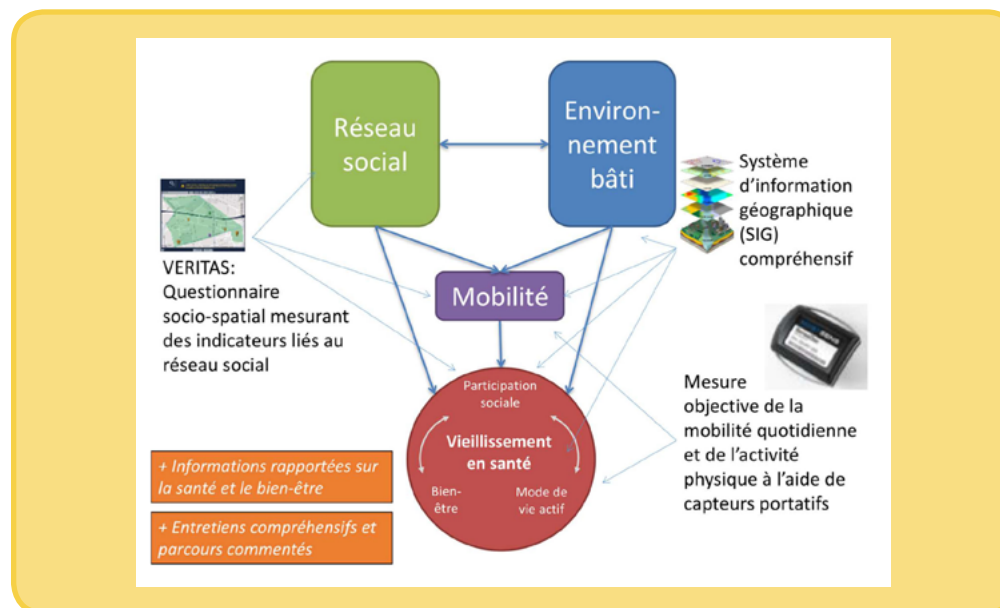 Réseau
social
Environ-
nement
bâti
Système
d'information
géographique
(SIG)
compréhensif
VERITAS:
Questionnaire
socio-spatial mesurant
des indicateurs liés au
réseau social
Mobilité
Participation
sociale
Vieillissement
en santé
Bien-
être
Mode de
vie actif
Mesure
objective de la
mobilité quotidienne
et de l'activité
physique à l'aide de
capteurs portatifs
+ Informations rapportées sur
la santé et le bien-être
+ Entretiens compréhensifs et
parcours commentés